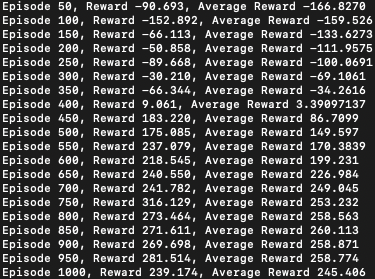 Episode 50, Reward -90.693, Average Reward -166.8270
Episode 100, Reward -152.892, Average Reward -159.526
Episode 150, Reward -66.113, Average Reward -133.6273
Episode 200, Reward -50.858, Average Reward -111.9575
Episode 250, Reward -89.668, Average Reward -100.0691
Episode 300, Reward -30.210, Average Reward -69.1061
Episode 350, Reward -66.344, Average Reward -34.2616
Episode 400, Reward 9.061, Average Reward 3.39097137
Episode 450, Reward 183.220, Average Reward 86.7099
Episode 500, Reward 175.085, Average Reward 149.597
Episode 550, Reward 237.079, Average Reward 170.3839
Episode 600, Reward 218.545, Average Reward 199.231
Episode 650, Reward 240.550, Average Reward 226.984
Episode 700, Reward 241.782, Average Reward 249.045
Episode 750, Reward 316.129, Average Reward 253.232
Episode 800, Reward 273.464, Average Reward 258.563
Episode 850, Reward 271.611, Average Reward 260.113
Episode 900, Reward 269.698, Average Reward 258.871
Episode 950, Reward 281.514, Average Reward 258.774
Episode 1000, Reward 239.174, Average Reward 245.406